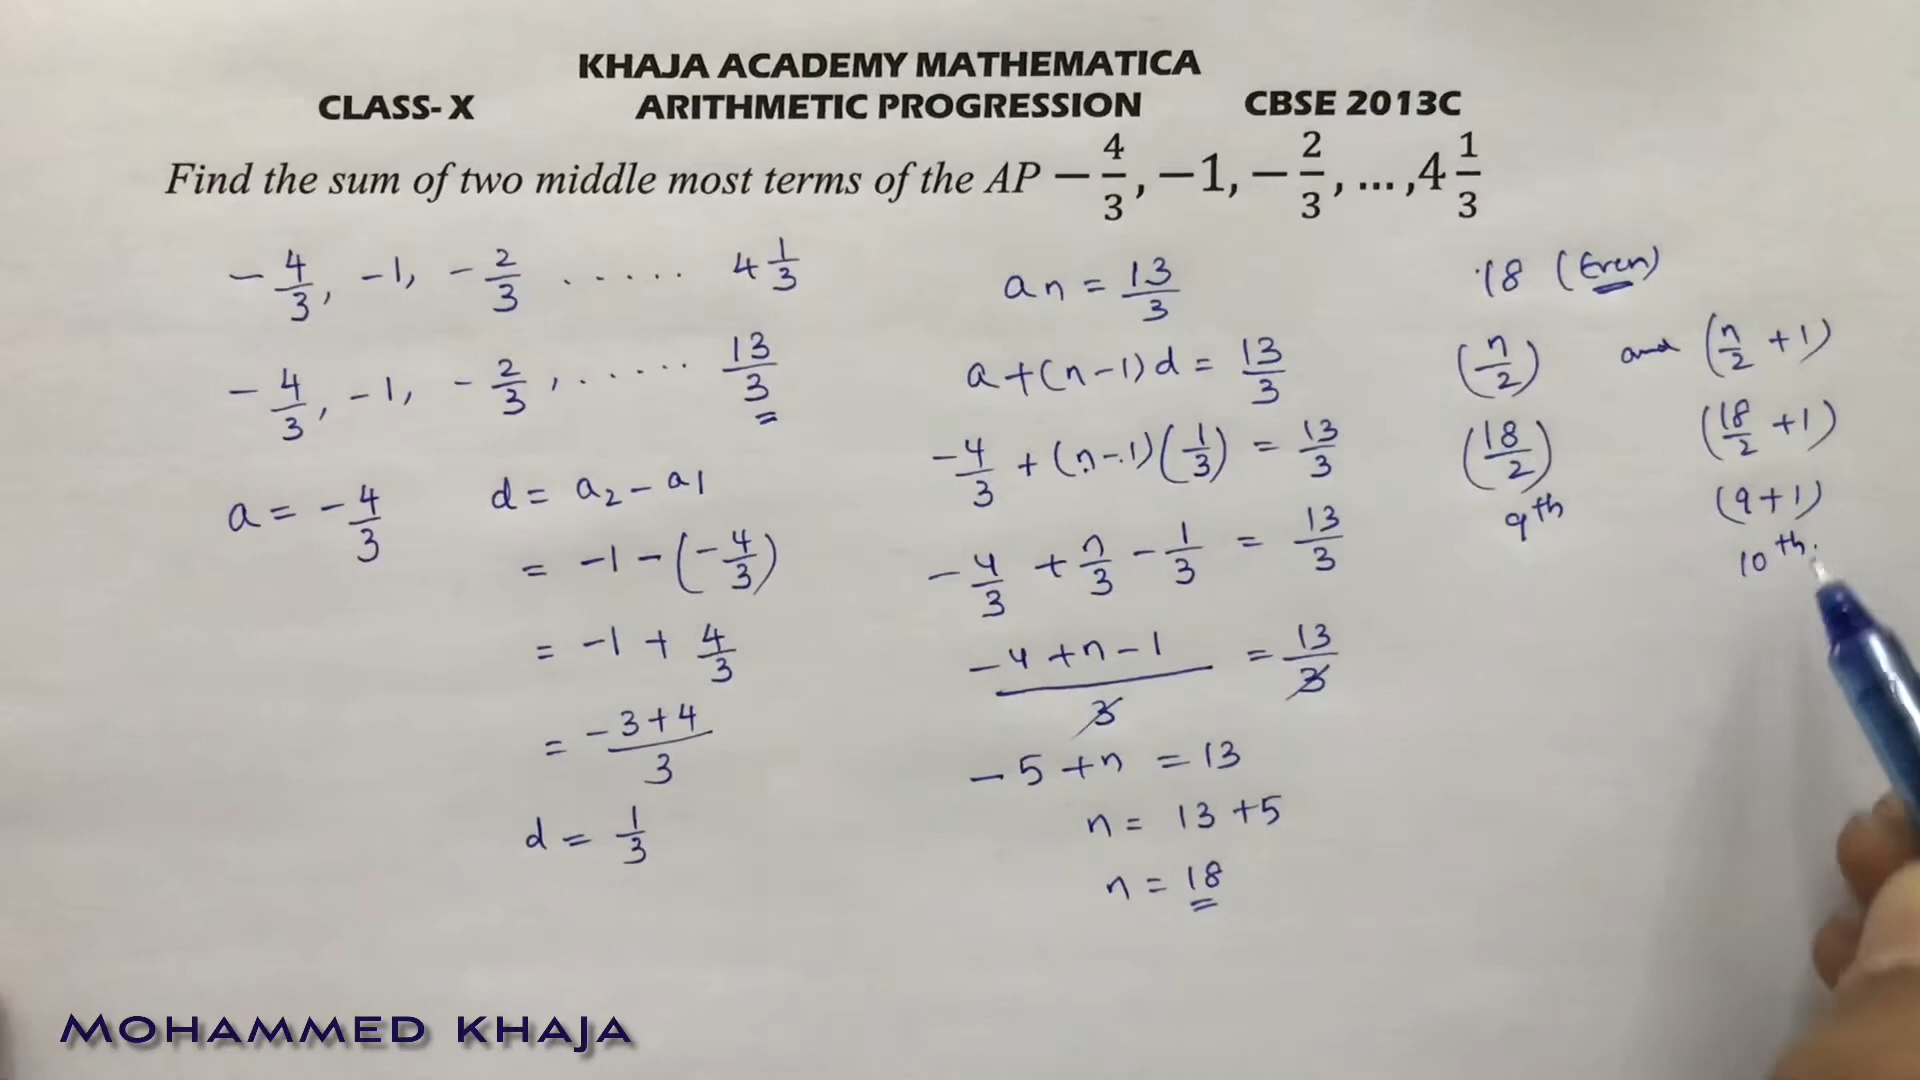 KHAJA ACADEMY MATHEMATICA
CLASS- X ARITHMETIC PROGRESSION CBSE 2013C
Find the sum of two middle most terms of the AP −4/3, −1, −2/3, ... ,4 1/3
-4/3, -1, -2/3 ..... 4 1/3
-4/3, -1, -2/3, ..... 13/3
a = -4/3
d = a₂ - a₁
= -1 - (-4/3)
= -1 + 4/3
= (-3+4)/3
d = 1/3
an = 13/3
a+(n-1)d = 13/3
-4/3 + (n-1)(1/3) = 13/3
-4/3 + n/3 - 1/3 = 13/3
(-4+n-1)/3 = 13/3
-5+n = 13
n = 13+5
n = 18
18 (Even)
(n/2) and (n/2 +1)
(18/2) (18/2 +1)
9th (9+1)
10th.
MOHAMMED KHAJA